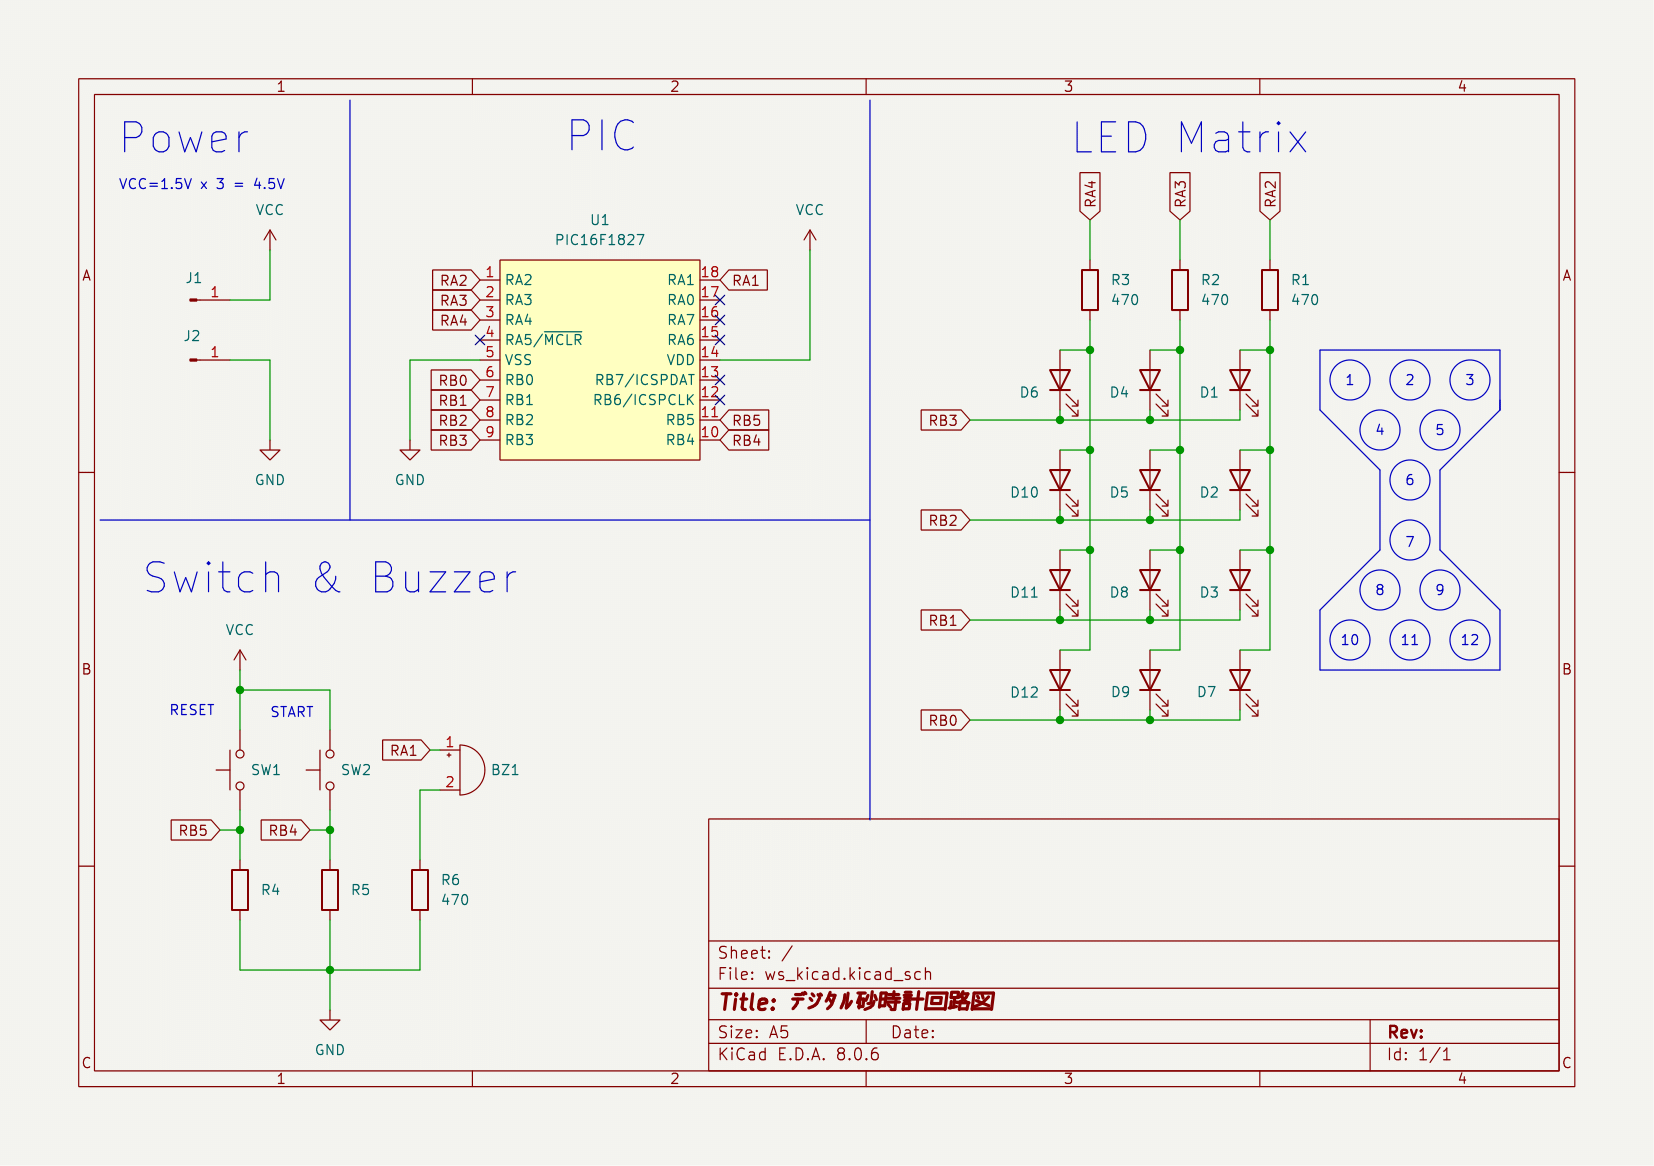 1 2 3 4
A
B
C
Power
VCC=1.5V x 3 = 4.5V
VCC
J1
1
J2
1
GND
PIC
U1
PIC16F1827
VCC
RA2 1 RA2 RA1 18 RA1
RA3 2 RA3 RA0 17
RA4 3 RA4 RA7 16
4 RA5/MCLR RA6 15
5 VSS VDD 14
RB0 6 RB0 RB7/ICSPDAT 13
RB1 7 RB1 RB6/ICSPCLK 12
RB2 8 RB2 RB5 11 RB5
RB3 9 RB3 RB4 10 RB4
GND
LED Matrix
RA4 RA3 RA2
R3 R2 R1
470 470 470
D6 D4 D1
RB3
D10 D5 D2
RB2
D11 D8 D3
RB1
D12 D9 D7
RB0
1 2 3
4 5
6
7
8 9
10 11 12
Switch & Buzzer
VCC
RESET START
SW1 SW2
RA1 1 BZ1
+
2
RB5 RB4
R4 R5 R6
470
GND
Sheet: /
File: ws_kicad.kicad_sch
Title: デジタル砂時計回路図
Size: A5 Date: Rev:
KiCad E.D.A. 8.0.6 Id: 1/1
A
B
C
1 2 3 4